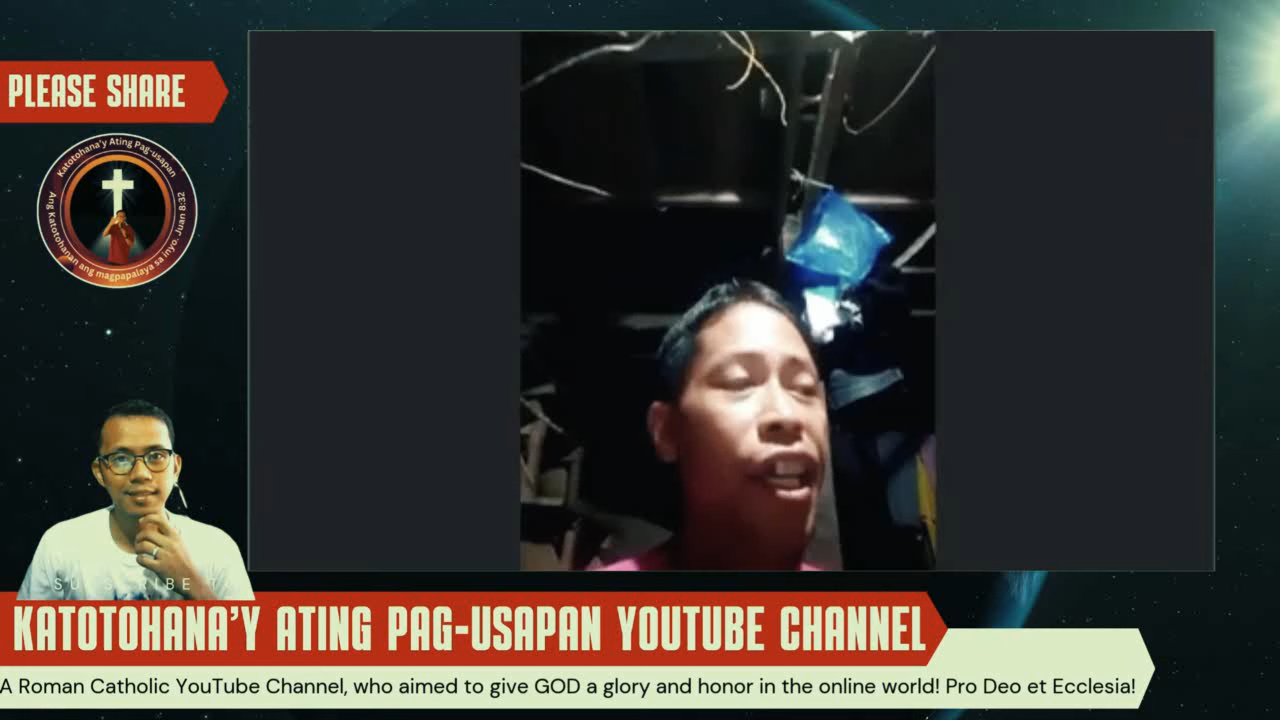 PLEASE SHARE
Katotohana'y Ating Pag-usapan
Ang Katotohanan ang magpapalaya sa inyo. Juan 8:32
KATOTOHANA'Y ATING PAG-USAPAN YOUTUBE CHANNEL
A Roman Catholic YouTube Channel, who aimed to give GOD a glory and honor in the online world! Pro Deo et Ecclesia!